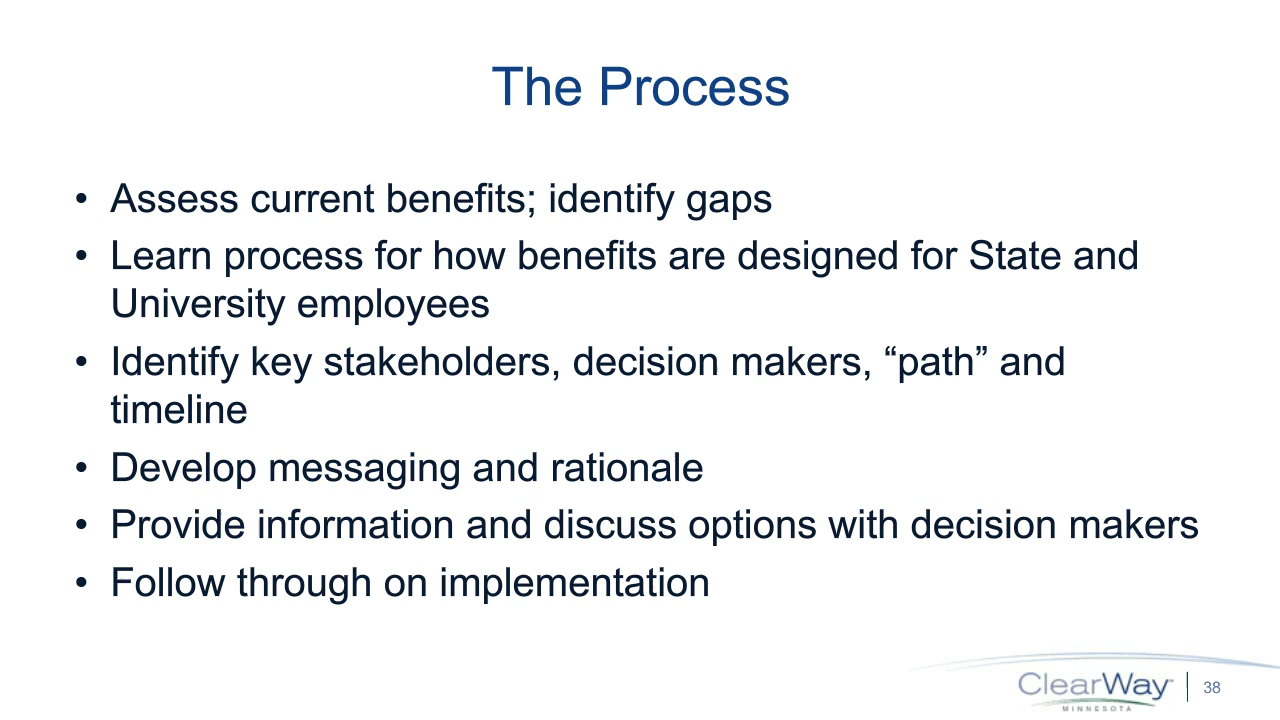 The Process
• Assess current benefits; identify gaps
• Learn process for how benefits are designed for State and
University employees
• Identify key stakeholders, decision makers, “path” and
timeline
• Develop messaging and rationale
• Provide information and discuss options with decision makers
• Follow through on implementation
ClearWay
MINNESOTA
38